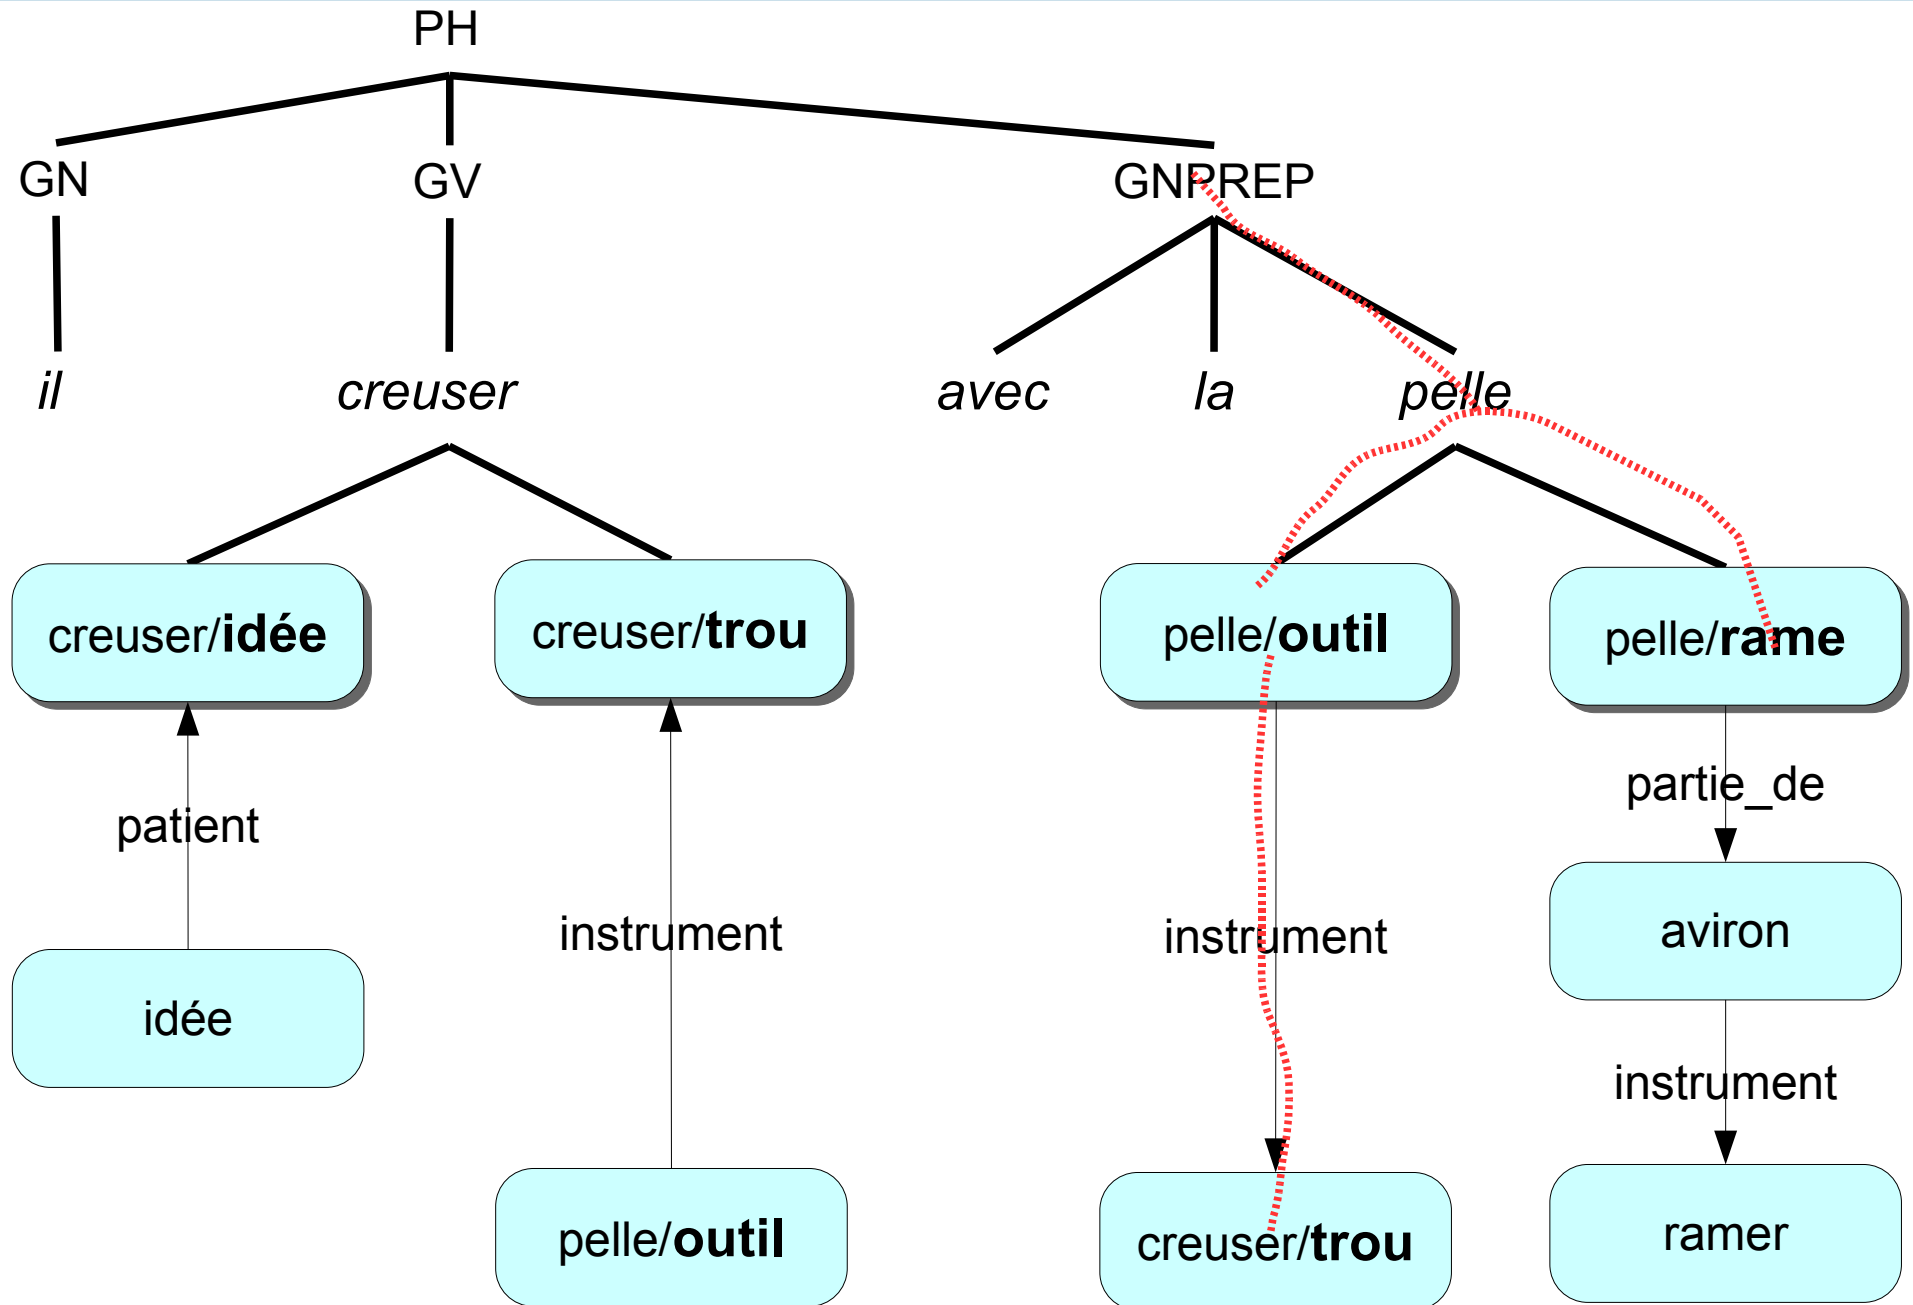 PH
GN GV GNPREP
il creuser avec la pelle
creuser/idée creuser/trou pelle/outil pelle/rame
partie_de
patient
instrument instrument aviron
idée
instrument
pelle/outil creuser/trou ramer